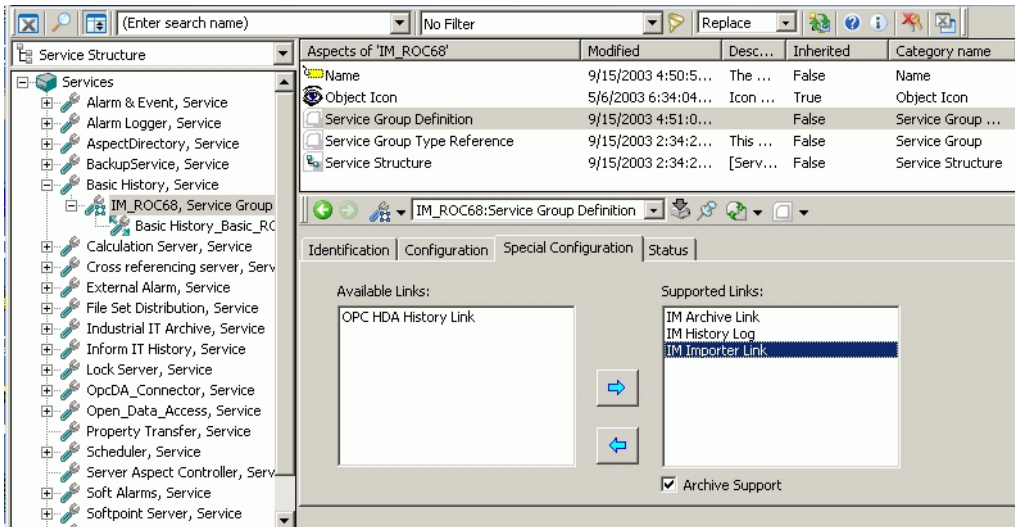 (Enter search name) No Filter Replace
Service Structure
Services
Alarm & Event, Service
Alarm Logger, Service
AspectDirectory, Service
BackupService, Service
Basic History, Service
IM_ROC68, Service Group
Basic History_Basic_RO
Calculation Server, Service
Cross referencing server, Serv
External Alarm, Service
File Set Distribution, Service
Industrial IT Archive, Service
Inform IT History, Service
Lock Server, Service
OpcDA_Connector, Service
Open_Data_Access, Service
Property Transfer, Service
Scheduler, Service
Server Aspect Controller, Serv
Soft Alarms, Service
Softpoint Server, Service
Aspects of 'IM_ROC68' Modified Desc... Inherited Category name
Name 9/15/2003 4:50:5... The ... False Name
Object Icon 5/6/2003 6:34:04... Icon ... True Object Icon
Service Group Definition 9/15/2003 4:51:0... False Service Group ...
Service Group Type Reference 9/15/2003 2:34:2... This ... False Service Group
Service Structure 9/15/2003 2:34:2... [Serv... False Service Structure
IM_ROC68:Service Group Definition
Identification Configuration Special Configuration Status
Available Links:
OPC HDA History Link
Supported Links:
IM Archive Link
IM History Log
IM Importer Link
Archive Support